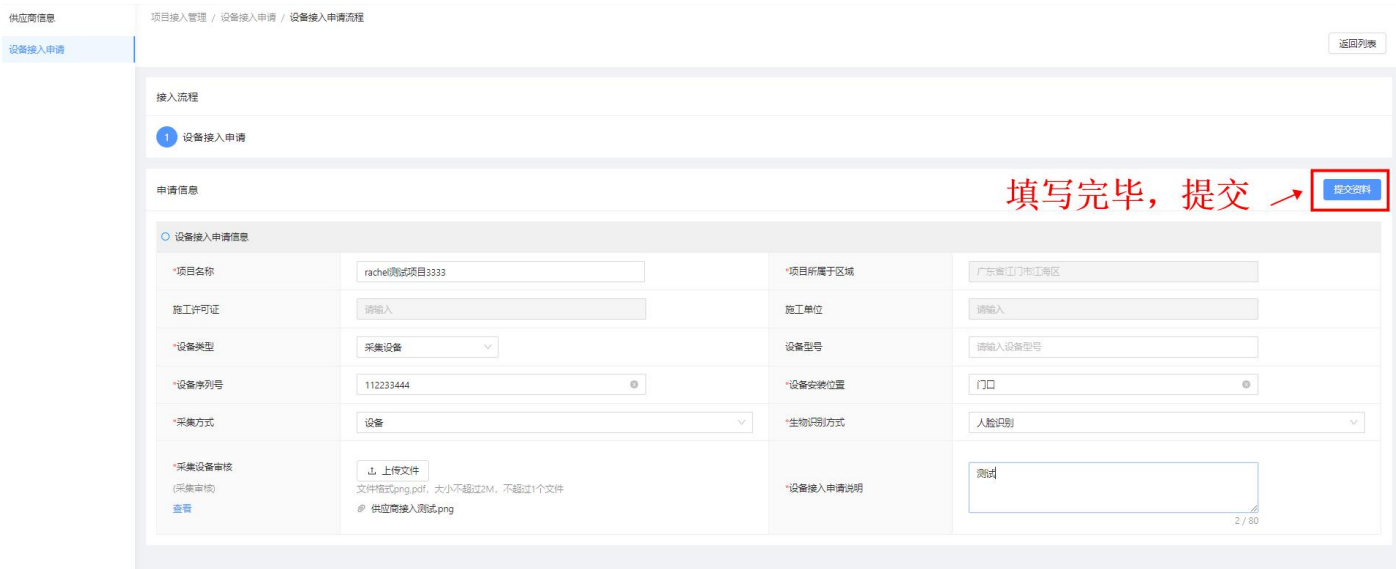 供应商信息
项目接入管理 / 设备接入申请 / 设备接入申请流程
设备接入申请
返回列表
接入流程
1 设备接入申请
申请信息
填写完毕，提交
提交资料
设备接入申请信息
*项目名称 rachel测试项目3333 *项目所属于区域 广东省江门市江海区
施工许可证 请输入 施工单位 请输入
*设备类型 采集设备 设备型号 请输入设备型号
*设备序列号 112233444 *设备安装位置 门口
*采集方式 设备 *生物识别方式 人脸识别
*采集设备审核
(采集审核)
查看
上传文件
文件格式png,pdf，大小不超过2M，不超过1个文件
供应商接入测试.png
*设备接入申请说明
测试
2 / 80